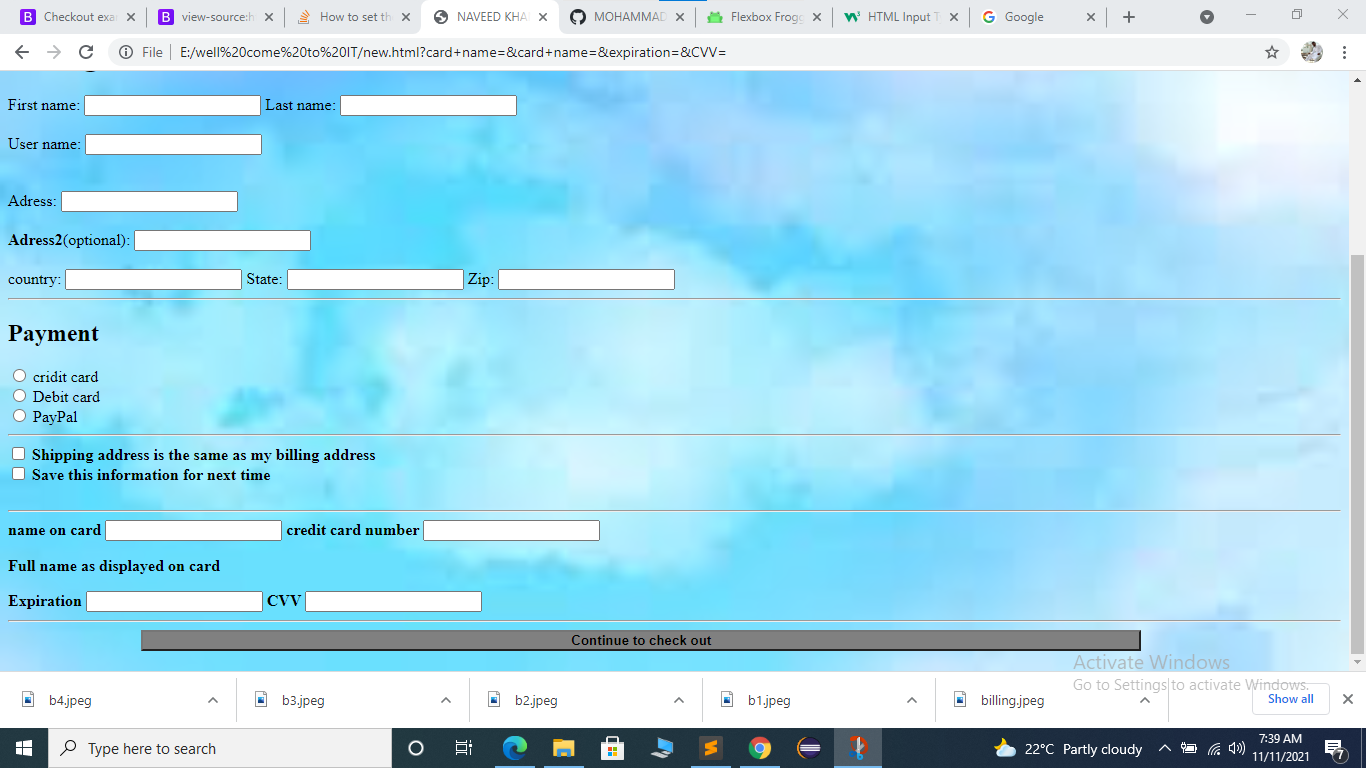 Checkout exa
view-source:h
How to set th
NAVEED KHA
MOHAMMAD
Flexbox Frogg
HTML Input T
Google
File E:/well%20come%20to%20IT/new.html?card+name=&card+name=&expiration=&CVV=
First name: Last name:
User name:
Adress:
Adress2(optional):
country: State: Zip:
Payment
cridit card
Debit card
PayPal
Shipping address is the same as my billing address
Save this information for next time
name on card credit card number
Full name as displayed on card
Expiration CVV
Continue to check out
Activate Windows
Go to Settings to activate Windows.
b4.jpeg b3.jpeg b2.jpeg b1.jpeg billing.jpeg Show all
Type here to search
22°C Partly cloudy
7:39 AM
11/11/2021
7